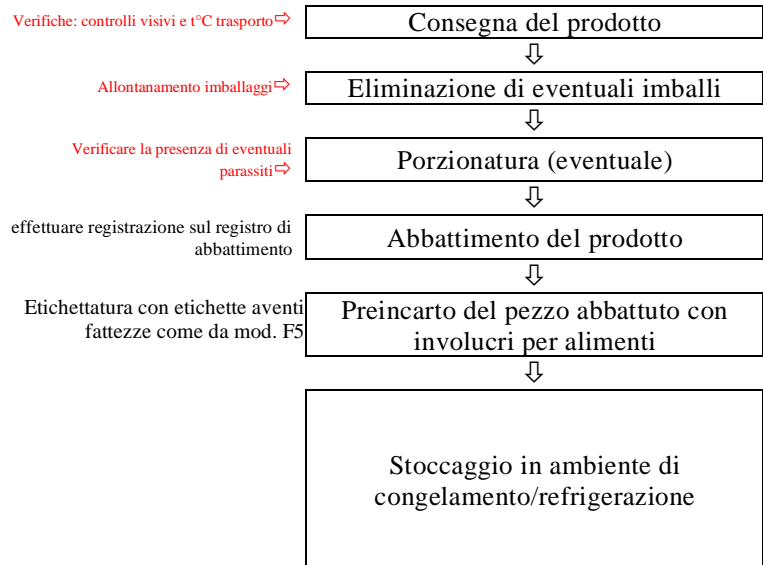 Verifiche: controlli visivi e t°C trasporto⇨
Consegna del prodotto
Allontanamento imballaggi⇨
Eliminazione di eventuali imballi
Verificare la presenza di eventuali
parassiti⇨
Porzionatura (eventuale)
effettuare registrazione sul registro di
abbattimento
Abbattimento del prodotto
Etichettatura con etichette aventi
fattezze come da mod. F5
Preincarto del pezzo abbattuto con
involucri per alimenti
Stoccaggio in ambiente di
congelamento/refrigerazione